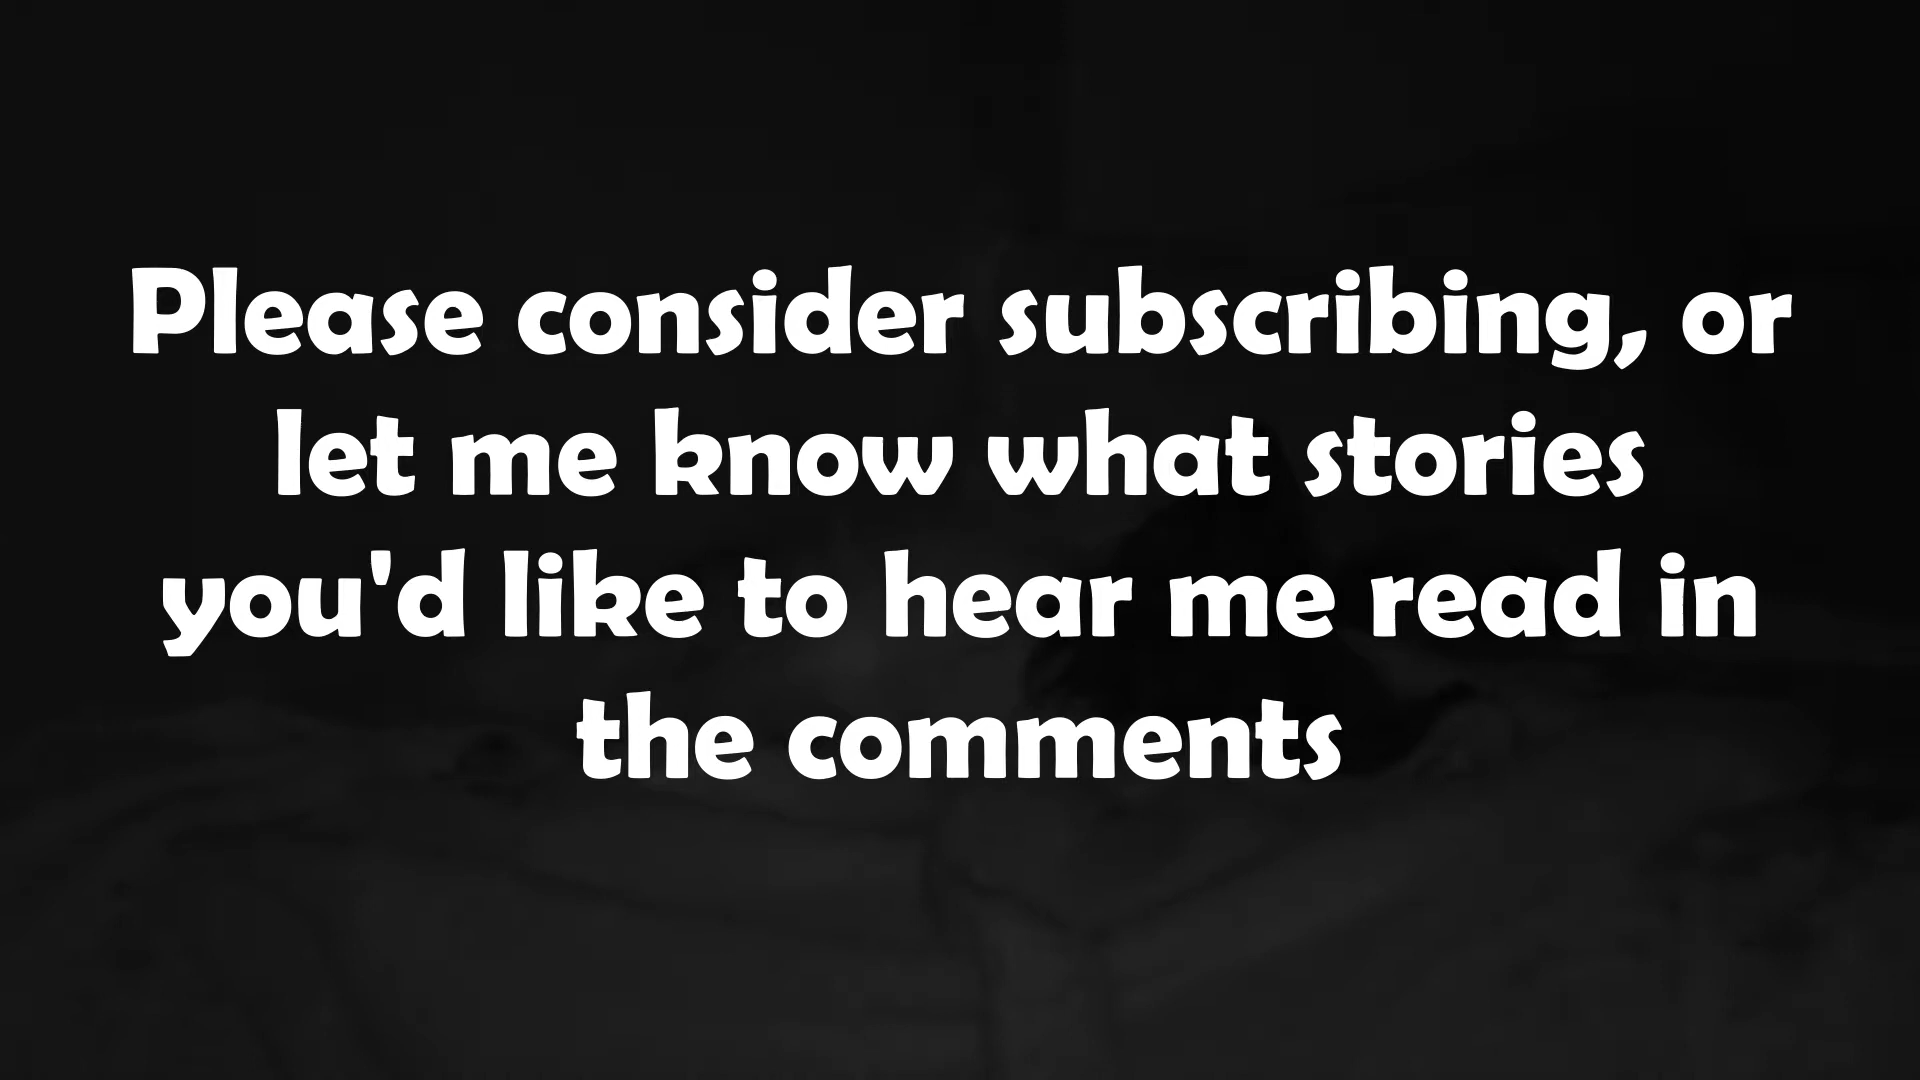 Please consider subscribing, or
let me know what stories
you'd like to hear me read in
the comments